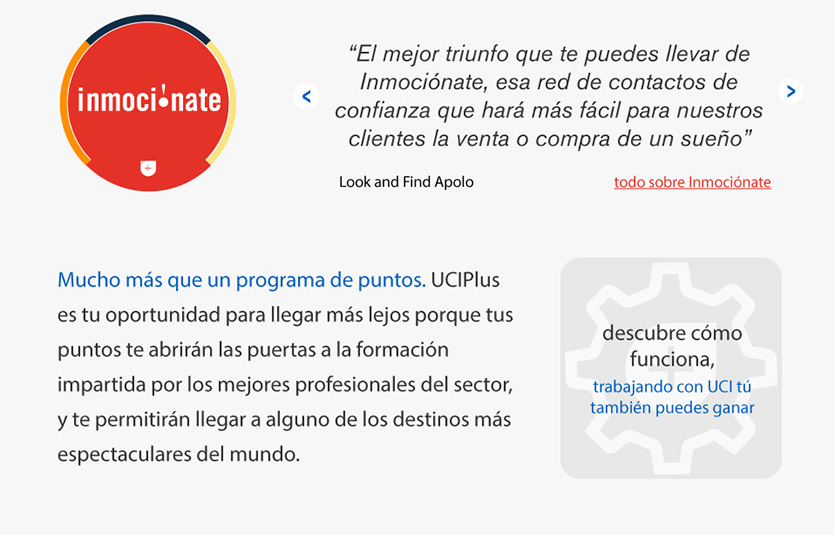 inmoci!nate
“El mejor triunfo que te puedes llevar de
Inmociónate, esa red de contactos de
confianza que hará más fácil para nuestros
clientes la venta o compra de un sueño”
Look and Find Apolo
todo sobre Inmociónate
Mucho más que un programa de puntos. UCIPlus
es tu oportunidad para llegar más lejos porque tus
puntos te abrirán las puertas a la formación
impartida por los mejores profesionales del sector,
y te permitirán llegar a alguno de los destinos más
espectaculares del mundo.
descubre cómo
funciona,
trabajando con UCI tú
también puedes ganar